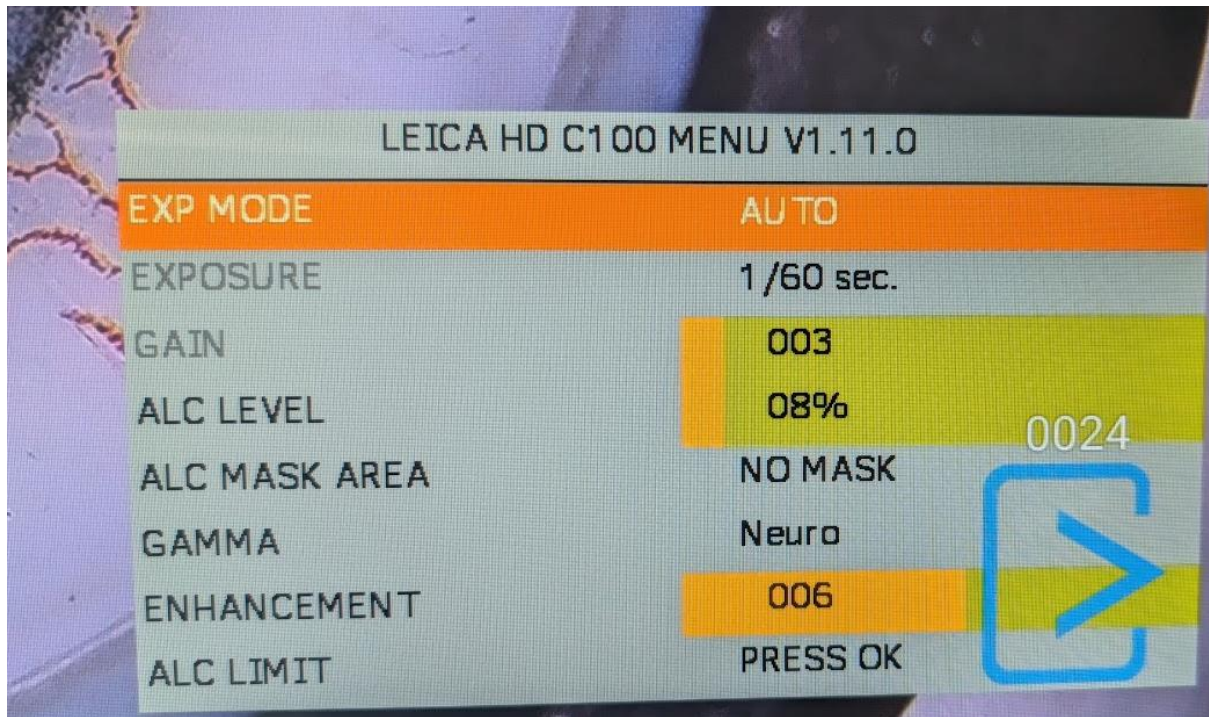 LEICA HD C100 MENU V1.11.0
EXP MODE AUTO
EXPOSURE 1/60 sec.
GAIN 003
ALC LEVEL 08%
0024
ALC MASK AREA NO MASK
GAMMA Neuro
ENHANCEMENT 006
ALC LIMIT PRESS OK